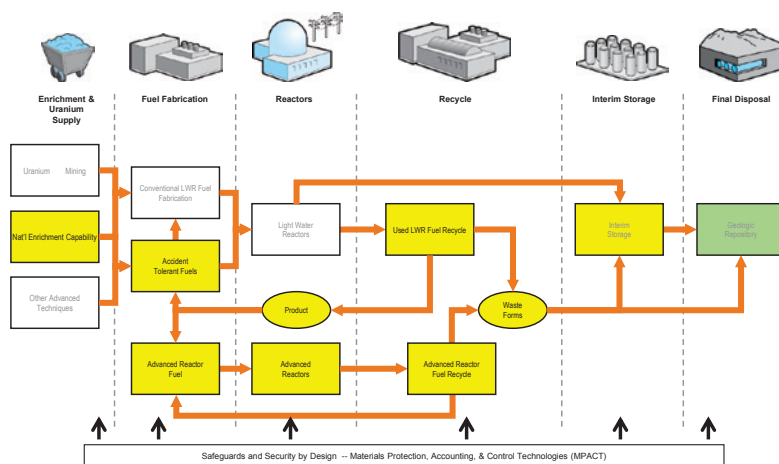 Enrichment &
Uranium
Supply
Fuel Fabrication
Reactors
Recycle
Interim Storage
Final Disposal
Uranium Mining
Conventional LWR Fuel
Fabrication
Light Water
Reactors
Used LWR Fuel Recycle
Interim
Storage
Geologic
Repository
Nat'l Enrichment Capability
Accident
Tolerant Fuels
Other Advanced
Techniques
Product
Waste
Forms
Advanced Reactor
Fuel
Advanced
Reactors
Advanced Reactor
Fuel Recycle
Safeguards and Security by Design -- Materials Protection, Accounting, & Control Technologies (MPACT)